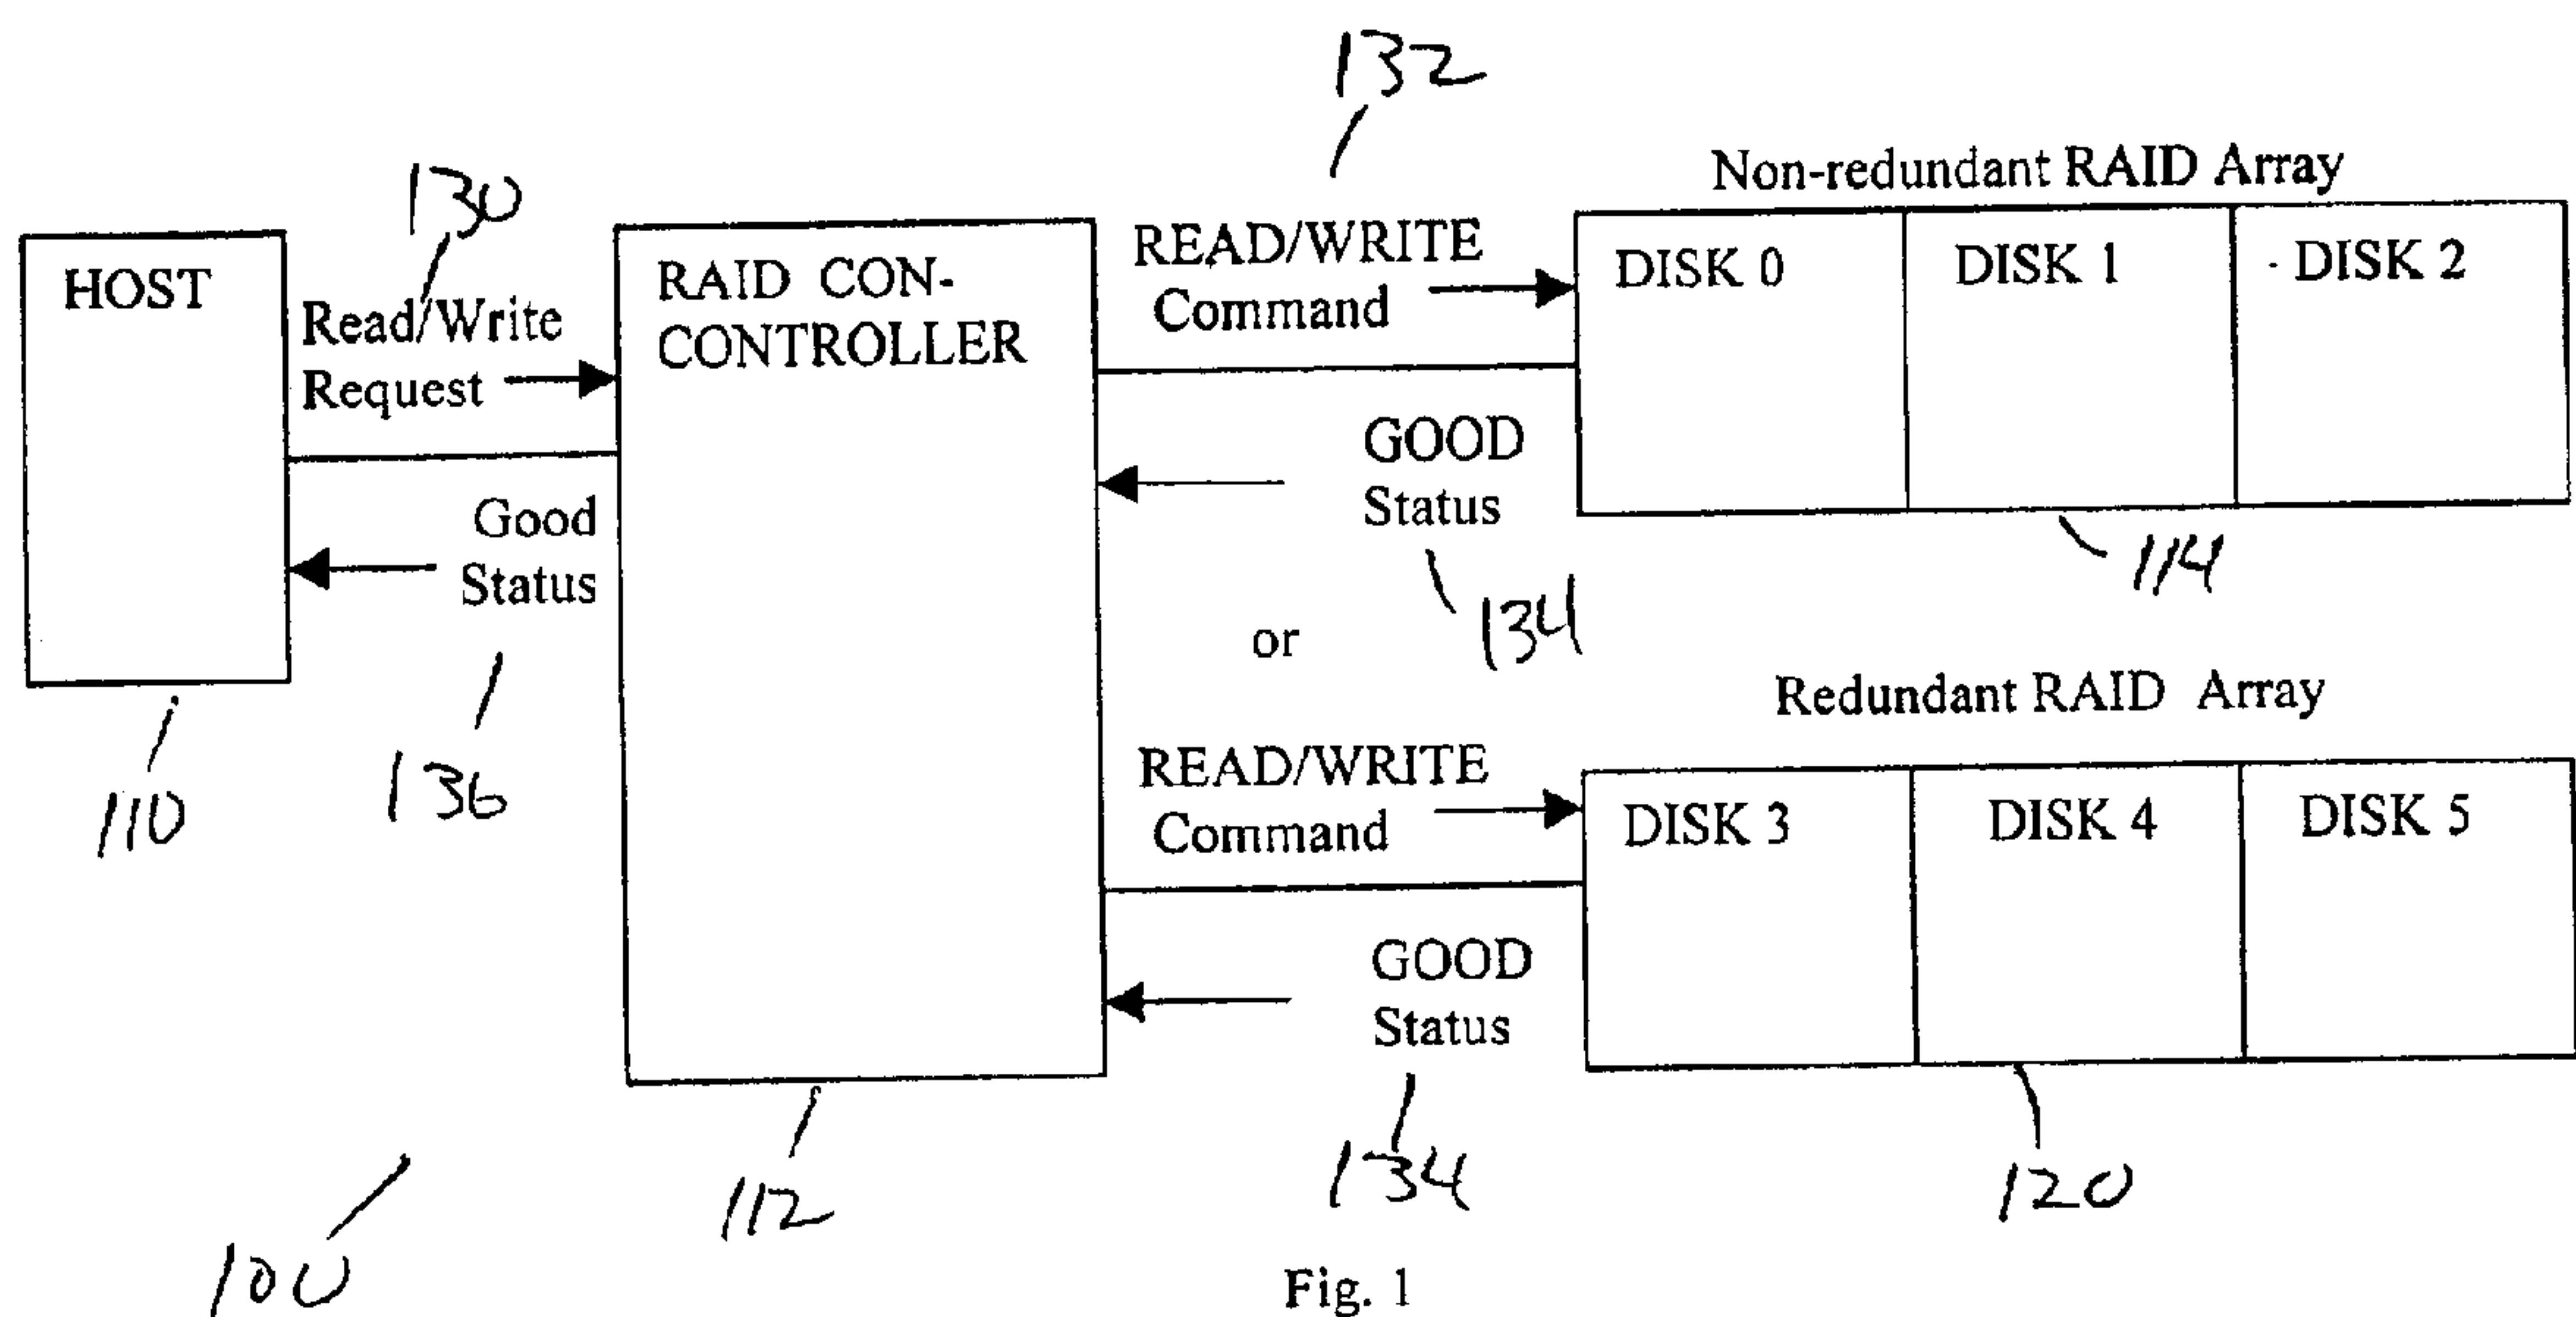 132
Non-redundant RAID Array
130
HOST
Read/Write
Request
RAID CON-
CONTROLLER
READ/WRITE
Command
DISK 0
DISK 1
DISK 2
Good
Status
GOOD
Status
114
134
or
110
136
Redundant RAID Array
READ/WRITE
Command
DISK 3
DISK 4
DISK 5
GOOD
Status
134
112
120
100
Fig. 1